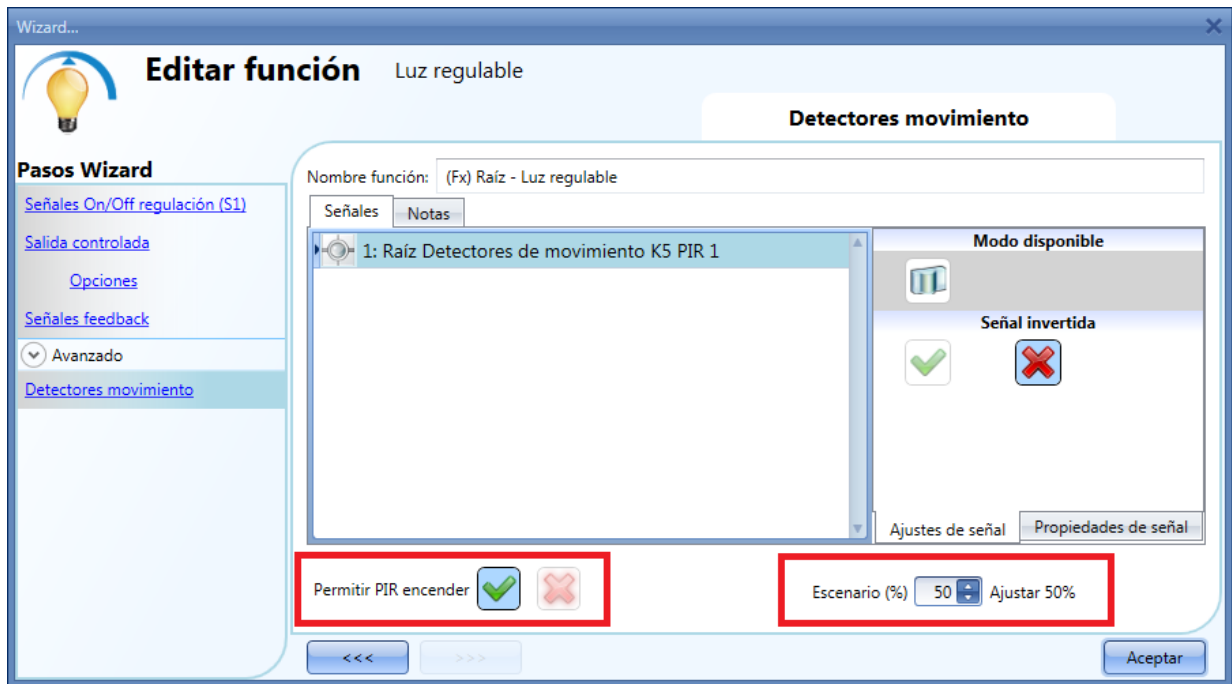 Wizard...
Editar función Luz regulable
Detectores movimiento
Pasos Wizard
Señales On/Off regulación (S1)
Salida controlada
Opciones
Señales feedback
Avanzado
Detectores movimiento
Nombre función: (Fx) Raíz - Luz regulable
Señales Notas
1: Raíz Detectores de movimiento K5 PIR 1
Modo disponible
Señal invertida
Ajustes de señal Propiedades de señal
Permitir PIR encender
Escenario (%) 50 Ajustar 50%
<<< >>> Aceptar